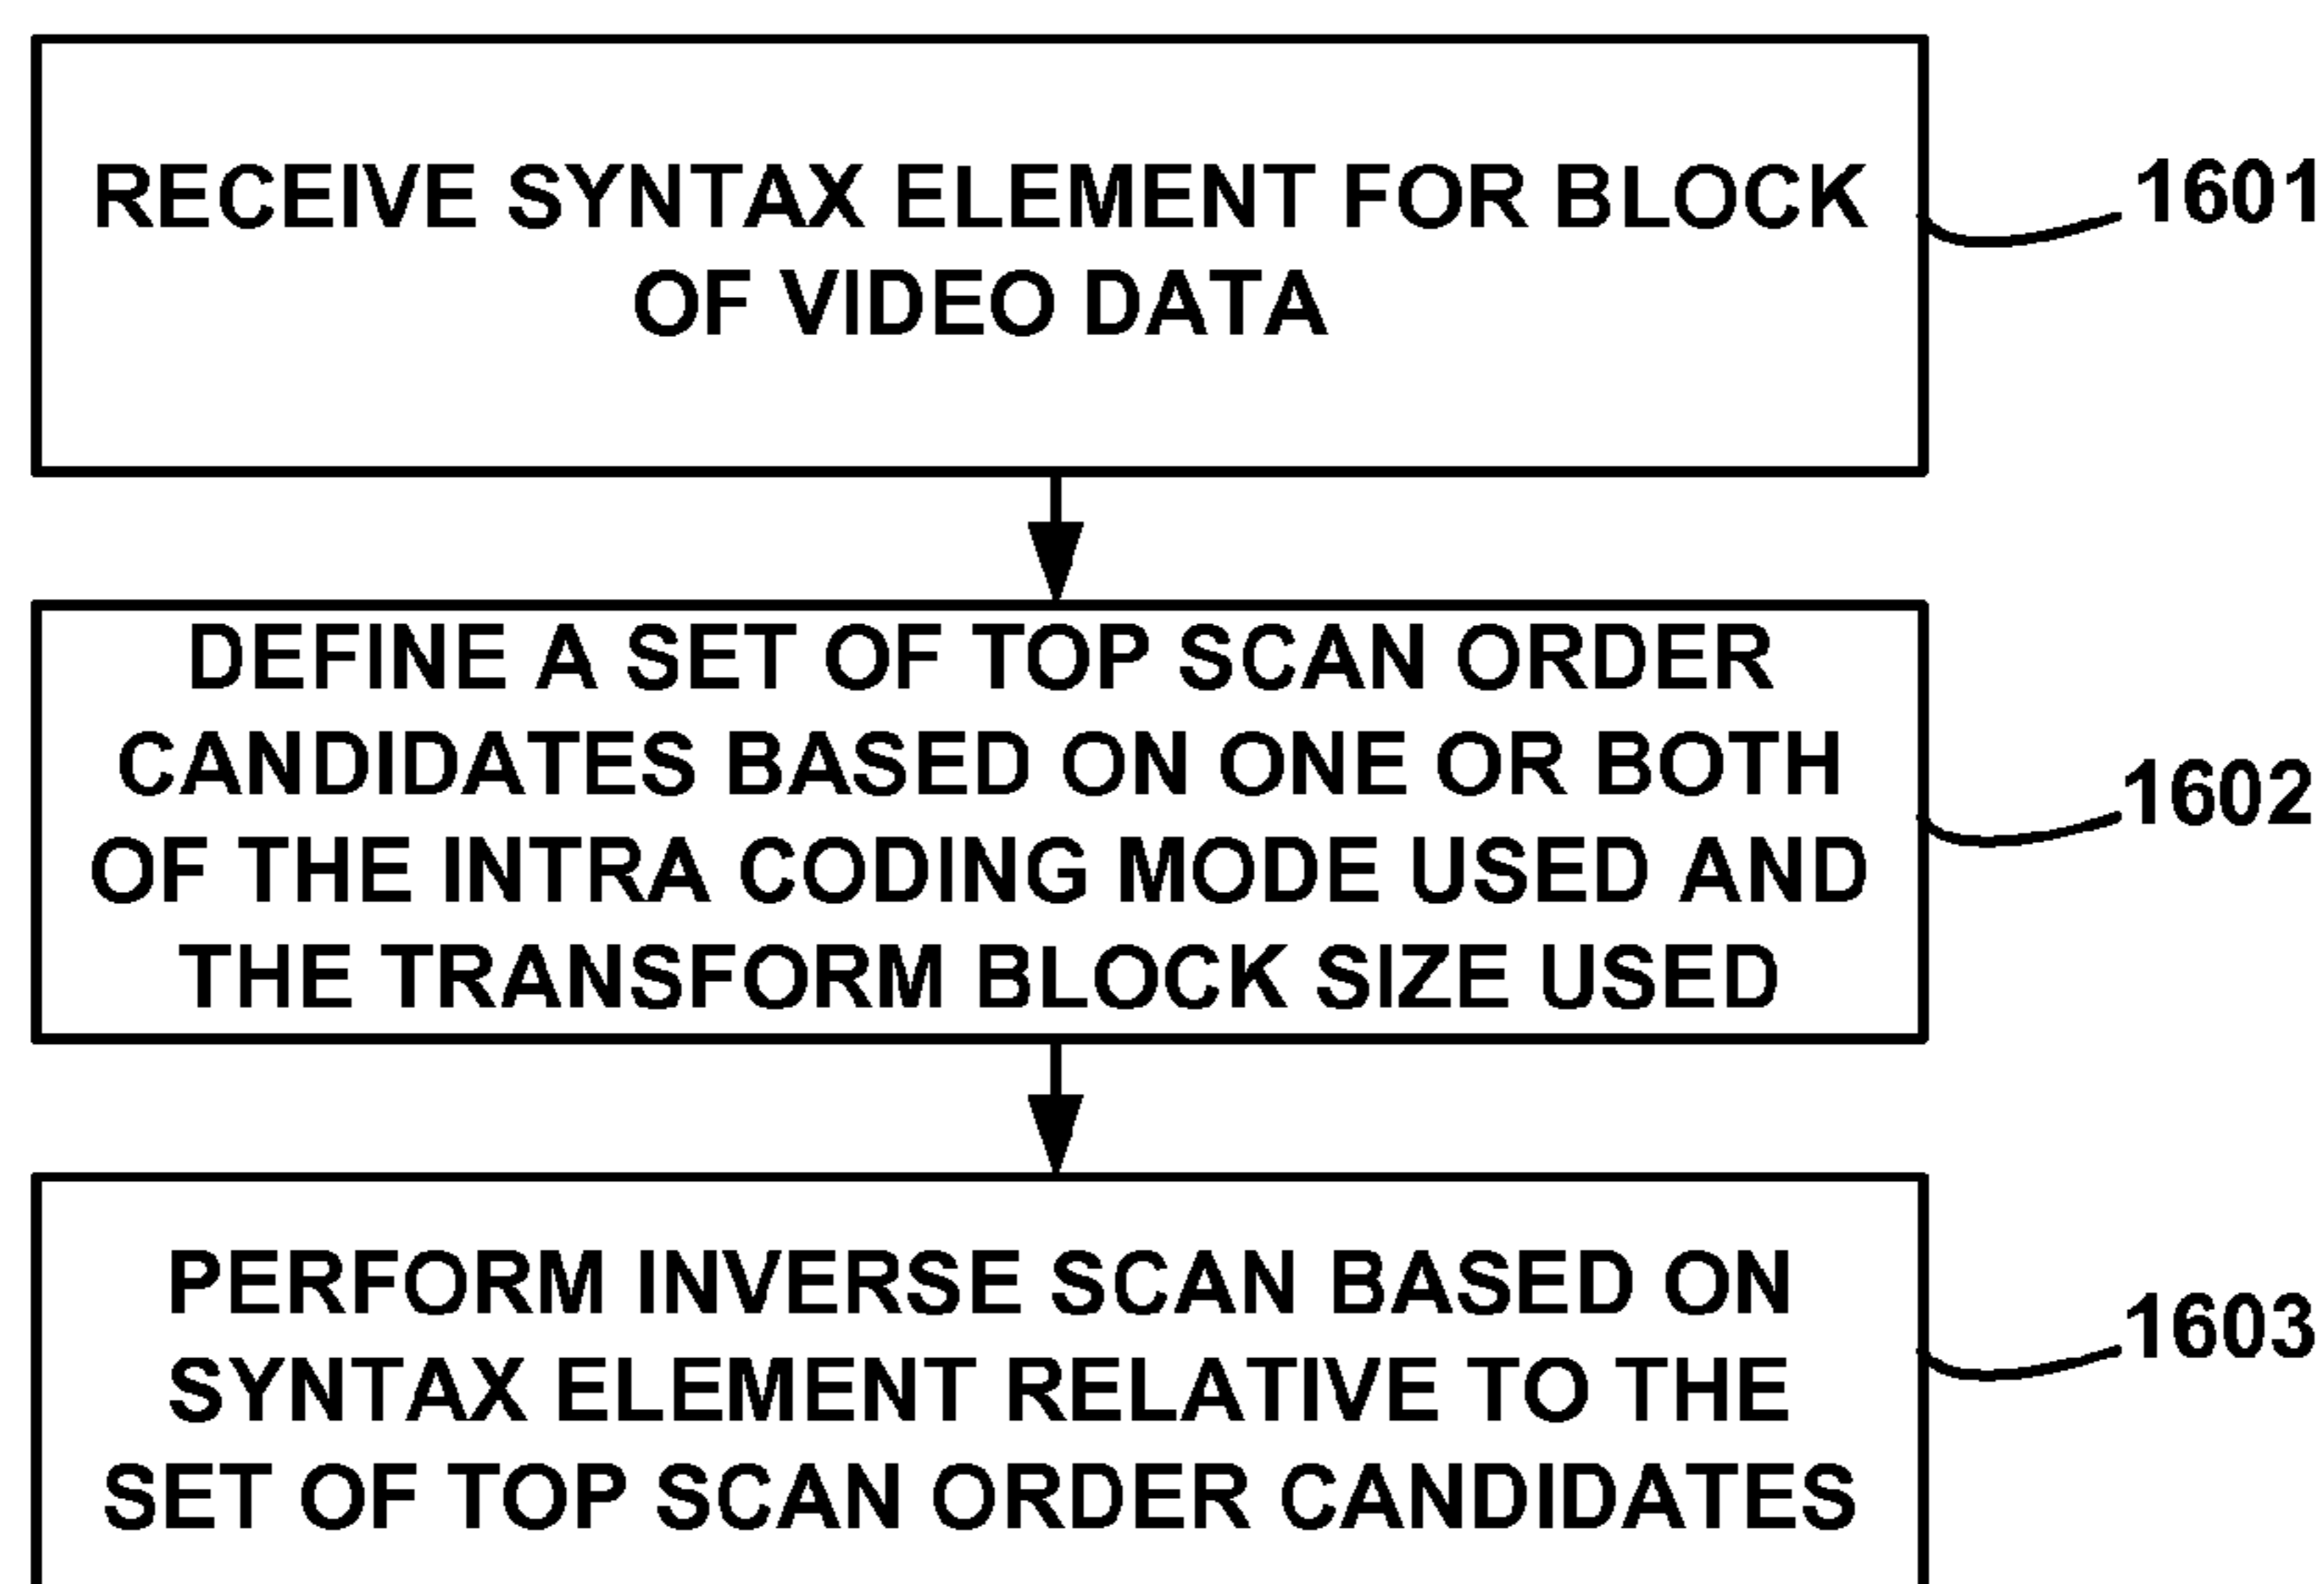 RECEIVE SYNTAX ELEMENT FOR BLOCK
OF VIDEO DATA
1601
DEFINE A SET OF TOP SCAN ORDER
CANDIDATES BASED ON ONE OR BOTH
OF THE INTRA CODING MODE USED AND
THE TRANSFORM BLOCK SIZE USED
1602
PERFORM INVERSE SCAN BASED ON
SYNTAX ELEMENT RELATIVE TO THE
SET OF TOP SCAN ORDER CANDIDATES
1603